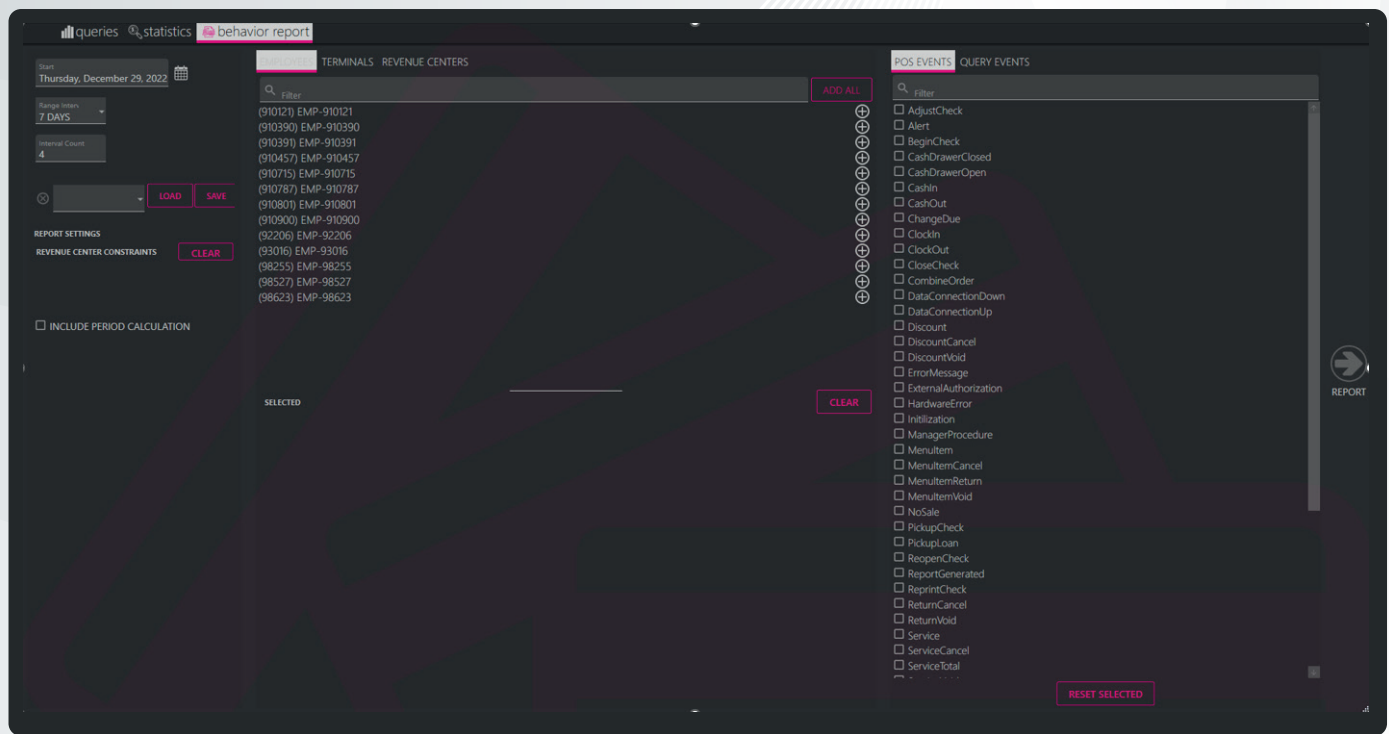 queries statistics behavior report
Start
Thursday, December 29, 2022
Range Interv.
7 DAYS
Interval Count
4
LOAD SAVE
REPORT SETTINGS
REVENUE CENTER CONSTRAINTS CLEAR
INCLUDE PERIOD CALCULATION
EMPLOYEES TERMINALS REVENUE CENTERS
Filter ADD ALL
(910121) EMP-910121
(910390) EMP-910390
(910391) EMP-910391
(910457) EMP-910457
(910715) EMP-910715
(910787) EMP-910787
(910801) EMP-910801
(910900) EMP-910900
(92206) EMP-92206
(93016) EMP-93016
(98255) EMP-98255
(98527) EMP-98527
(98623) EMP-98623
SELECTED CLEAR
POS EVENTS QUERY EVENTS
Filter
AdjustCheck
Alert
BeginCheck
CashDrawerClosed
CashDrawerOpen
CashIn
CashOut
ChangeDue
ClockIn
ClockOut
CloseCheck
CombineOrder
DataConnectionDown
DataConnectionUp
Discount
DiscountCancel
DiscountVoid
ErrorMessage
ExternalAuthorization
HardwareError
Initilization
ManagerProcedure
MenuItem
MenuItemCancel
MenuItemReturn
MenuItemVoid
NoSale
PickupCheck
PickupLoan
ReopenCheck
ReportGenerated
ReprintCheck
ReturnCancel
ReturnVoid
Service
ServiceCancel
ServiceTotal
RESET SELECTED
REPORT